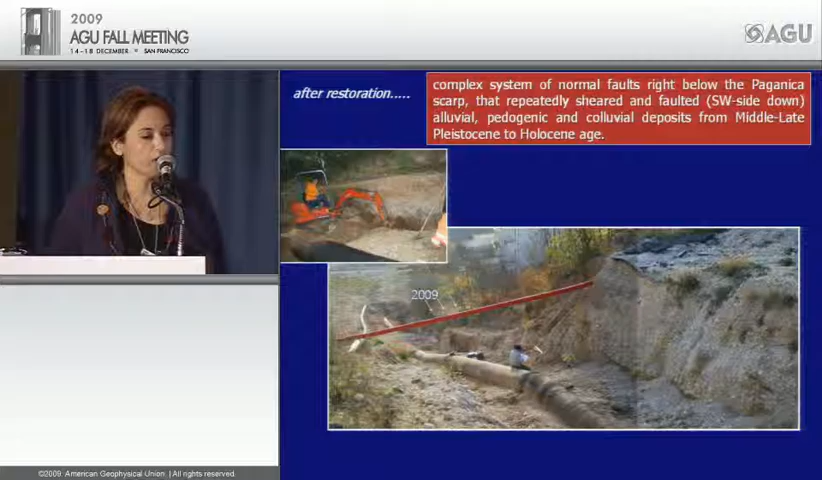 2009
AGU FALL MEETING
14-18 DECEMBER • SAN FRANCISCO
AGU
after restoration.....
complex system of normal faults right below the Paganica
scarp, that repeatedly sheared and faulted (SW-side down)
alluvial, pedogenic and colluvial deposits from Middle-Late
Pleistocene to Holocene age.
2009
©2009. American Geophysical Union. | All rights reserved.